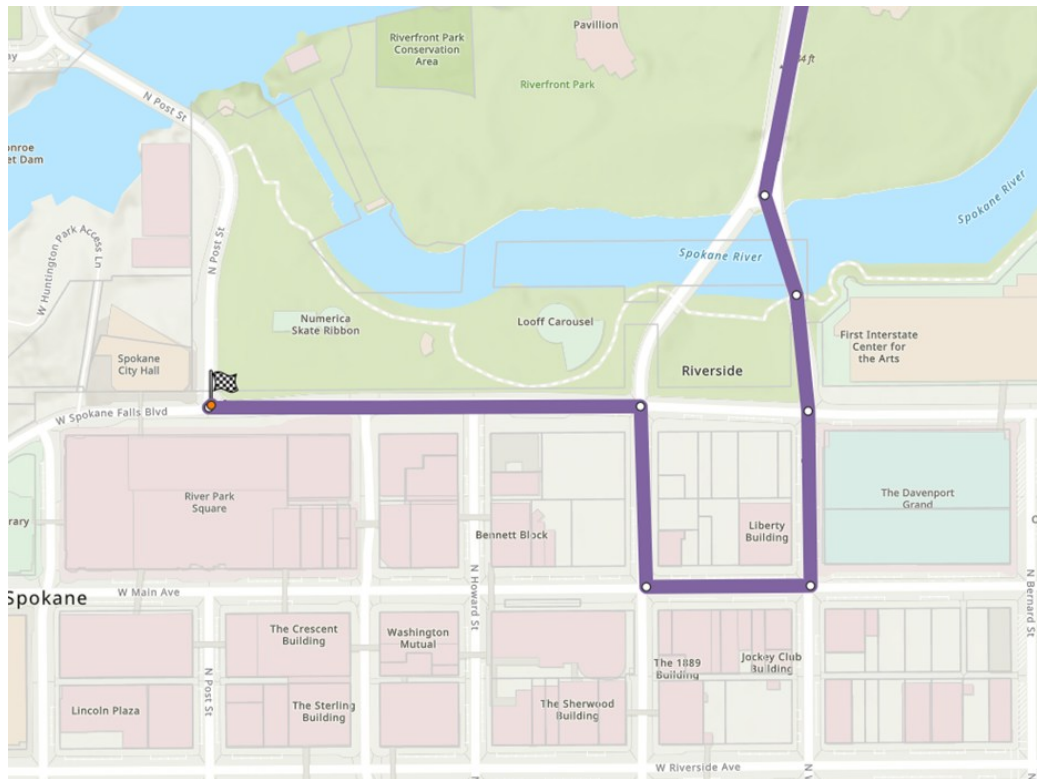 Pavillion
Riverfront Park
Conservation
Area
Riverfront Park
N Post St
et Dam
W Huntington Park Access Ln
N Post St
Spokane River
Spokane River
Numerica
Skate Ribbon
Looff Carousel
First Interstate
Center for
the Arts
Spokane
City Hall
Riverside
W Spokane Falls Blvd
River Park
Square
The Davenport
Grand
Liberty
Building
Bennett Block
N Howard St
N Bernard St
W Main Ave
Spokane
The Crescent
Building
Washington
Mutual
The 1889
Building
Jockey Club
Building
N Post St
Lincoln Plaza
The Sterling
Building
The Sherwood
Building
W Riverside Ave